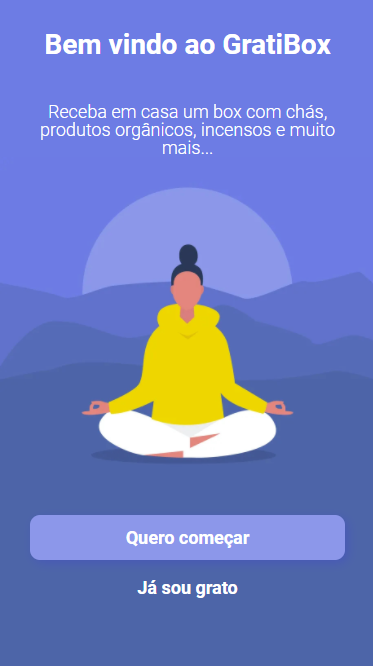 Bem vindo ao GratiBox
Receba em casa um box com chás,
produtos orgânicos, incensos e muito
mais...
Quero começar
Já sou grato